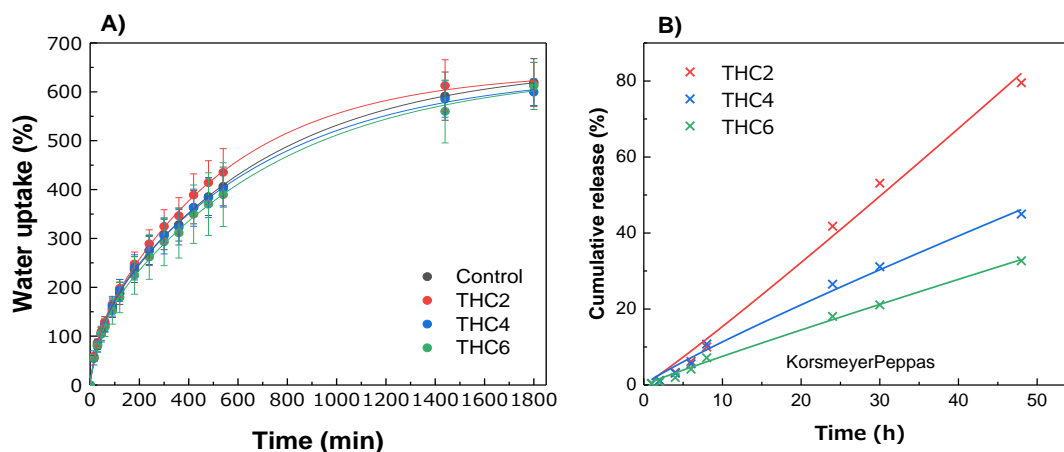 A)
700
600
500
400
300
200
100
0
Water uptake (%)
0 200 400 600 800 1000 1200 1400 1600 1800
Time (min)
Control
THC2
THC4
THC6
B)
80
60
40
20
0
Cumulative release (%)
0 10 20 30 40 50
Time (h)
THC2
THC4
THC6
KorsmeyerPeppas